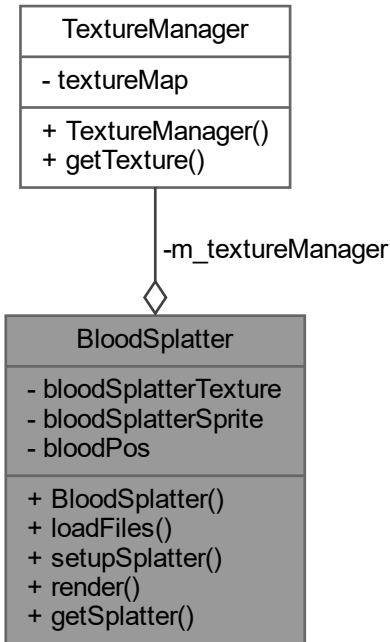 TextureManager
- textureMap
+ TextureManager()
+ getTexture()
-m_textureManager
BloodSplatter
- bloodSplatterTexture
- bloodSplatterSprite
- bloodPos
+ BloodSplatter()
+ loadFiles()
+ setupSplatter()
+ render()
+ getSplatter()